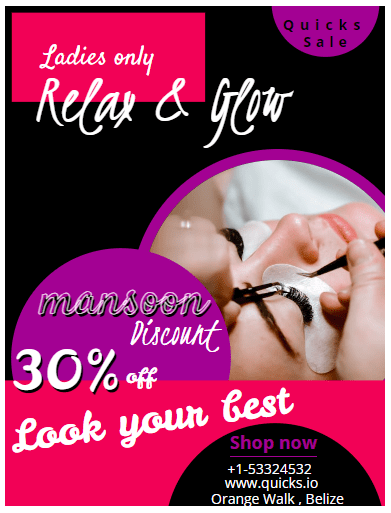 Quicks
Sale
Ladies only
Relax & Glow
mansoon
Discount
30% off
Look your best
Shop now
+1-53324532
www.quicks.io
Orange Walk , Belize